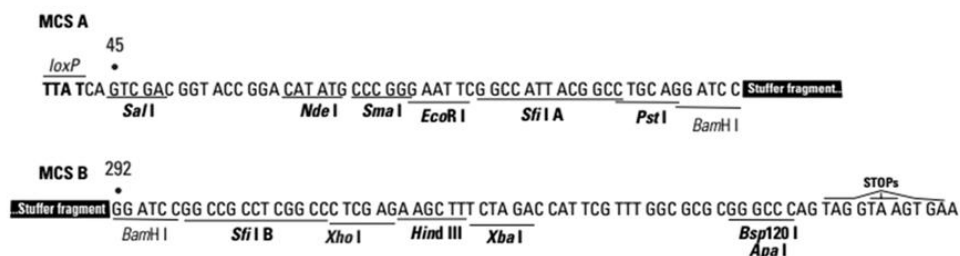 MCS A
45
loxP
TTA TCA GTC GAC GGT ACC GGA CAT ATG CCC GGG AAT TCG GCC ATT ACG GCC TGC AGG ATC C Stuffer fragment..
Sal I Nde I Sma I EcoR I Sfi I A Pst I BamH I
MCS B 292
STOPs
..Stuffer fragment GG ATC CGG CCG CCT CGG CCC TCG AGA AGC TTT CTA GAC CAT TCG TTT GGC GCG CGG GCC CAG TAG GTA AGT GAA
BamH I Sfi I B Xho I Hind III Xba I Bsp120 I
Apa I